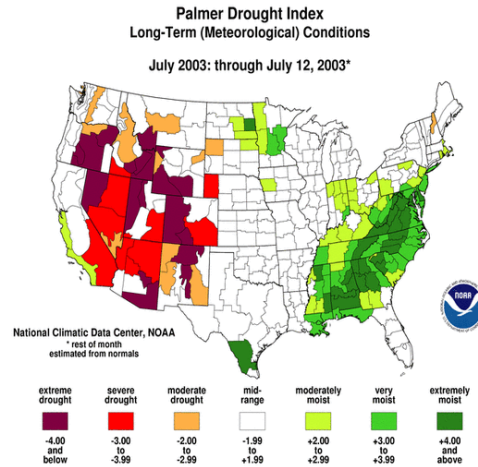 Palmer Drought Index
Long-Term (Meteorological) Conditions
July 2003: through July 12, 2003*
NOAA
National Climatic Data Center, NOAA
* rest of month
estimated from normals
extreme drought
severe drought
moderate drought
mid-range
moderately moist
very moist
extremely moist
-4.00 and below
-3.00 to -3.99
-2.00 to -2.99
-1.99 to +1.99
+2.00 to +2.99
+3.00 to +3.99
+4.00 and above